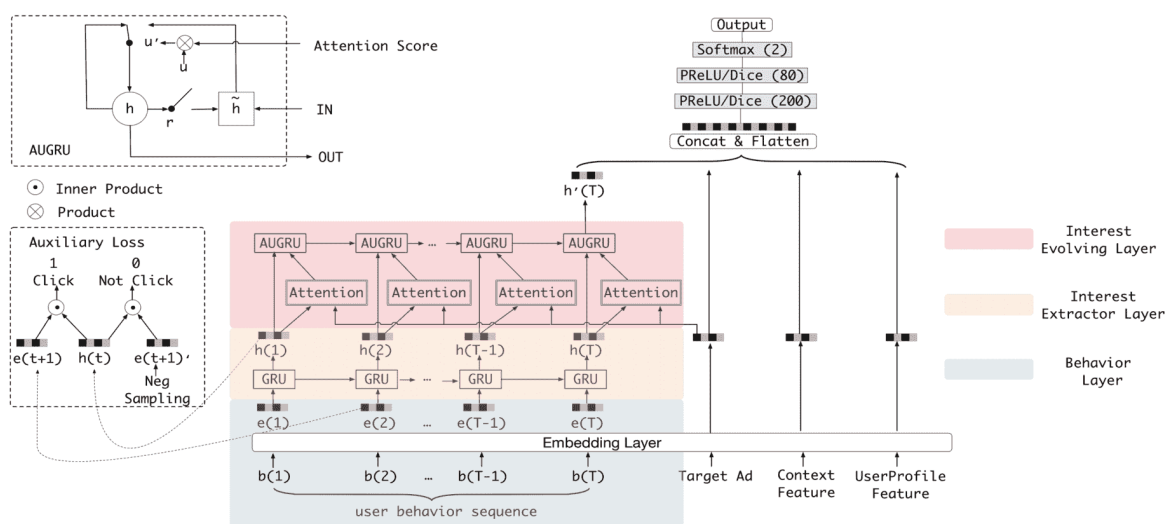 Attention Score
u'
u
h
r
h̃
IN
AUGRU
OUT
Inner Product
Product
Auxiliary Loss
1
0
Click
Not Click
e(t+1)
h(t)
e(t+1)'
Neg
Sampling
Output
Softmax (2)
PReLU/Dice (80)
PReLU/Dice (200)
Concat & Flatten
h'(T)
AUGRU
AUGRU
...
AUGRU
AUGRU
Attention
Attention
Attention
Attention
h(1)
h(2)
h(T-1)
h(T)
GRU
GRU
...
GRU
GRU
e(1)
e(2)
...
e(T-1)
e(T)
Embedding Layer
b(1)
b(2)
...
b(T-1)
b(T)
Target Ad
Context
Feature
UserProfile
Feature
user behavior sequence
Interest
Evolving Layer
Interest
Extractor Layer
Behavior
Layer